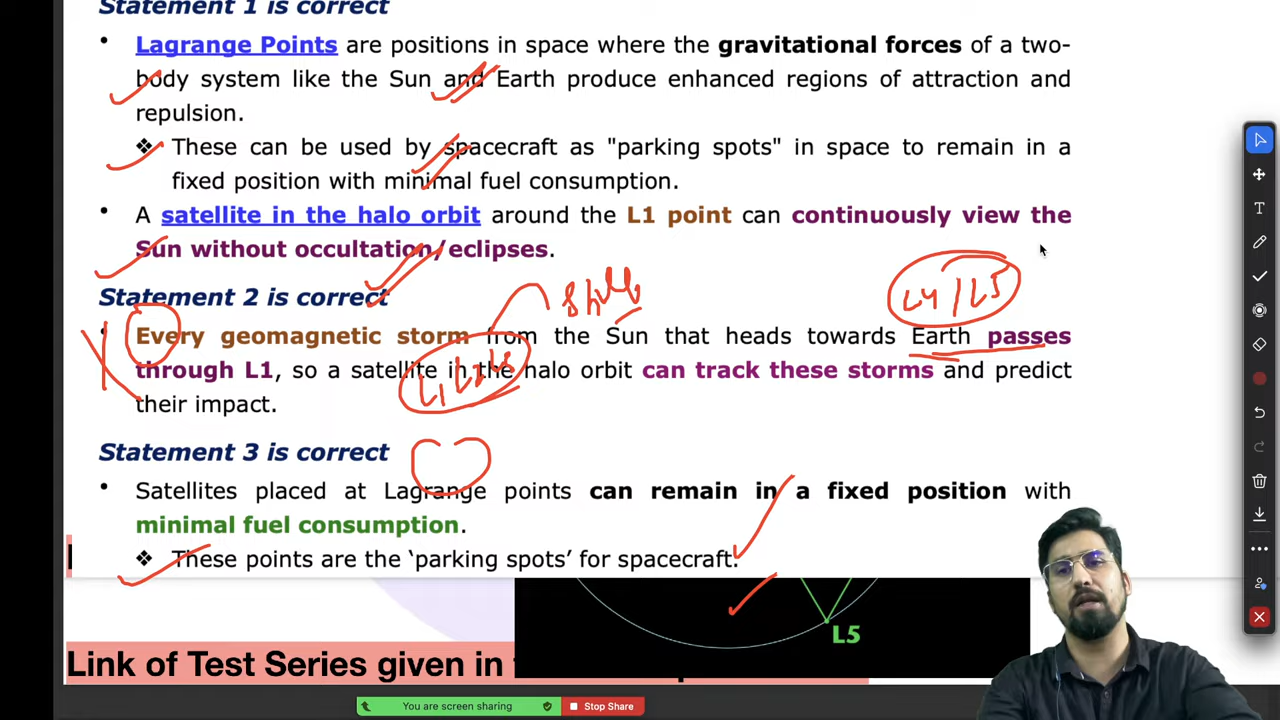 Statement 1 is correct
• Lagrange Points are positions in space where the gravitational forces of a two-
body system like the Sun and Earth produce enhanced regions of attraction and
repulsion.
❖ These can be used by spacecraft as "parking spots" in space to remain in a
fixed position with minimal fuel consumption.
• A satellite in the halo orbit around the L1 point can continuously view the
Sun without occultation/eclipses.
L4/L5
Statement 2 is correct
• Every geomagnetic storm from the Sun that heads towards Earth passes
through L1, so a satellite in the halo orbit can track these storms and predict
their impact.
Statement 3 is correct
• Satellites placed at Lagrange points can remain in a fixed position with
minimal fuel consumption.
❖ These points are the ‘parking spots’ for spacecraft.
L5
Link of Test Series given in
You are screen sharing
Stop Share